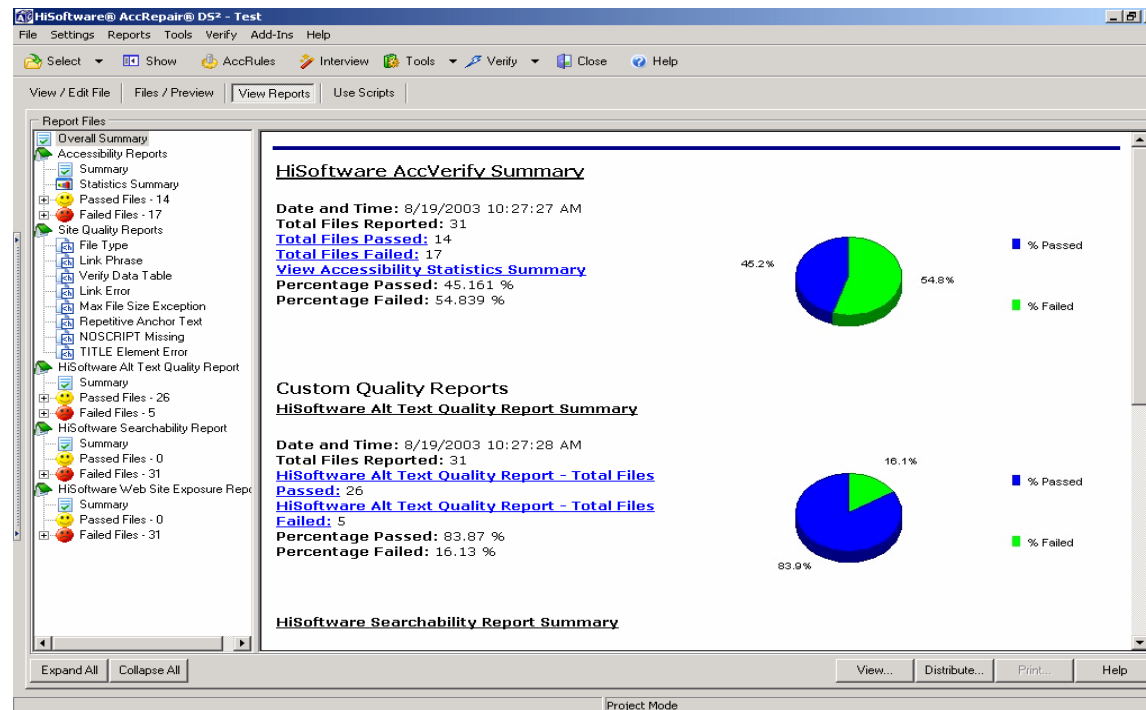 HiSoftware® AccRepair® DS² - Test
File Settings Reports Tools Verify Add-Ins Help
Select Show AccRules Interview Tools Verify Close Help
View / Edit File Files / Preview View Reports Use Scripts
Report Files
Overall Summary
Accessibility Reports
Summary
Statistics Summary
Passed Files - 14
Failed Files - 17
Site Quality Reports
File Type
Link Phrase
Verify Data Table
Link Error
Max File Size Exception
Repetitive Anchor Text
NOSCRIPT Missing
TITLE Element Error
HiSoftware Alt Text Quality Report
Summary
Passed Files - 26
Failed Files - 5
HiSoftware Searchability Report
Summary
Passed Files - 0
Failed Files - 31
HiSoftware Web Site Exposure Repo
Summary
Passed Files - 0
Failed Files - 31
HiSoftware AccVerify Summary
Date and Time: 8/19/2003 10:27:27 AM
Total Files Reported: 31
Total Files Passed: 14
Total Files Failed: 17
View Accessibility Statistics Summary
Percentage Passed: 45.161 %
Percentage Failed: 54.839 %
45.2%
54.8%
% Passed
% Failed
Custom Quality Reports
HiSoftware Alt Text Quality Report Summary
Date and Time: 8/19/2003 10:27:28 AM
Total Files Reported: 31
HiSoftware Alt Text Quality Report - Total Files
Passed: 26
HiSoftware Alt Text Quality Report - Total Files
Failed: 5
Percentage Passed: 83.87 %
Percentage Failed: 16.13 %
16.1%
83.9%
% Passed
% Failed
HiSoftware Searchability Report Summary
Expand All Collapse All View... Distribute... Print... Help
Project Mode